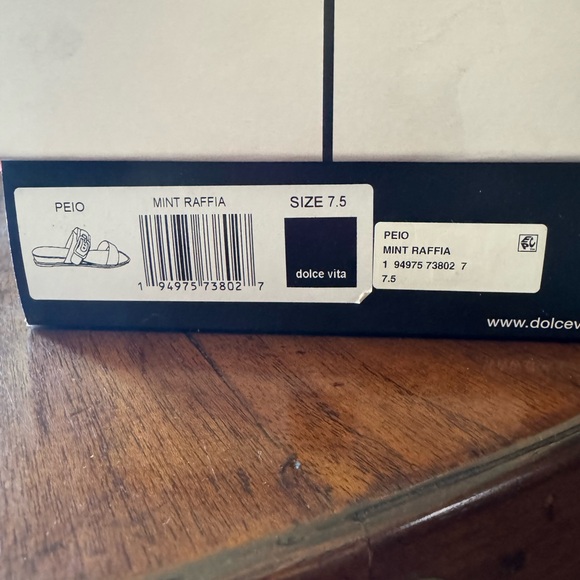 PEIO
MINT RAFFIA
SIZE 7.5
dolce vita
1 94975 73802 7
PEIO
MINT RAFFIA
1 94975 73802 7
7.5
www.dolcev